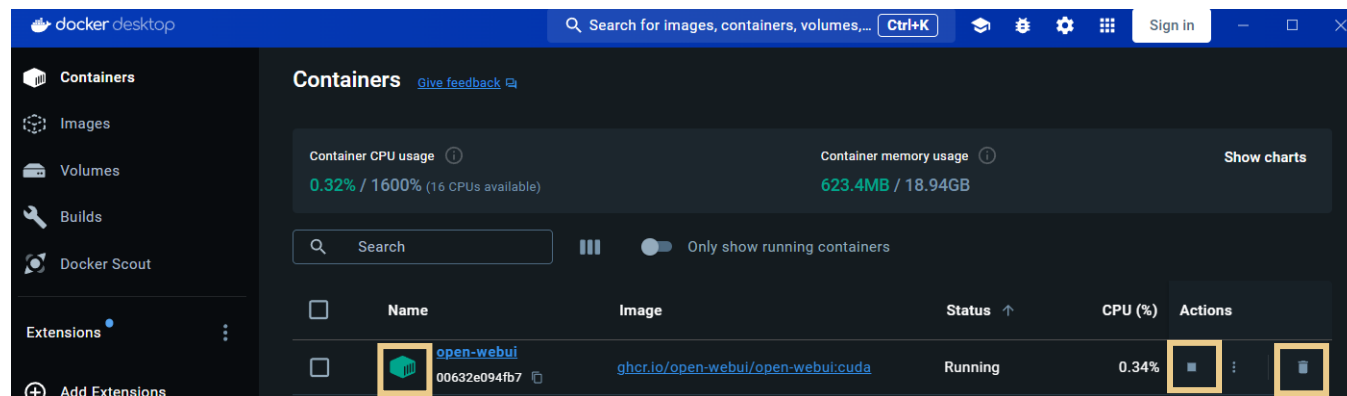 docker desktop
Search for images, containers, volumes,... Ctrl+K
Sign in
Containers
Images
Volumes
Builds
Docker Scout
Extensions
Add Extensions
Containers Give feedback
Container CPU usage
0.32% / 1600% (16 CPUs available)
Container memory usage
623.4MB / 18.94GB
Show charts
Search
Only show running containers
Name Image Status CPU (%) Actions
open-webui
00632e094fb7
ghcr.io/open-webui/open-webui:cuda Running 0.34%